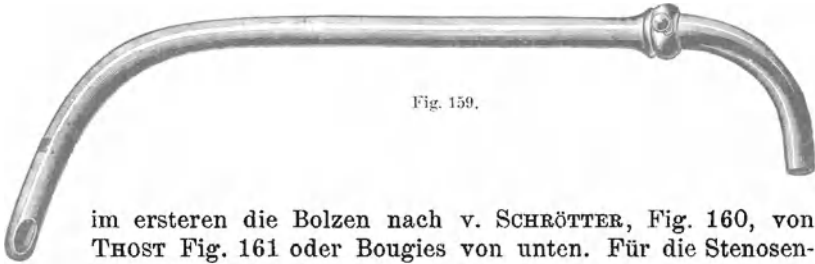 Fig. 159.
im ersteren die Bolzen nach v. SCHRÖTTER, Fig. 160, von
THOST Fig. 161 oder Bougies von unten. Für die Stenosen-